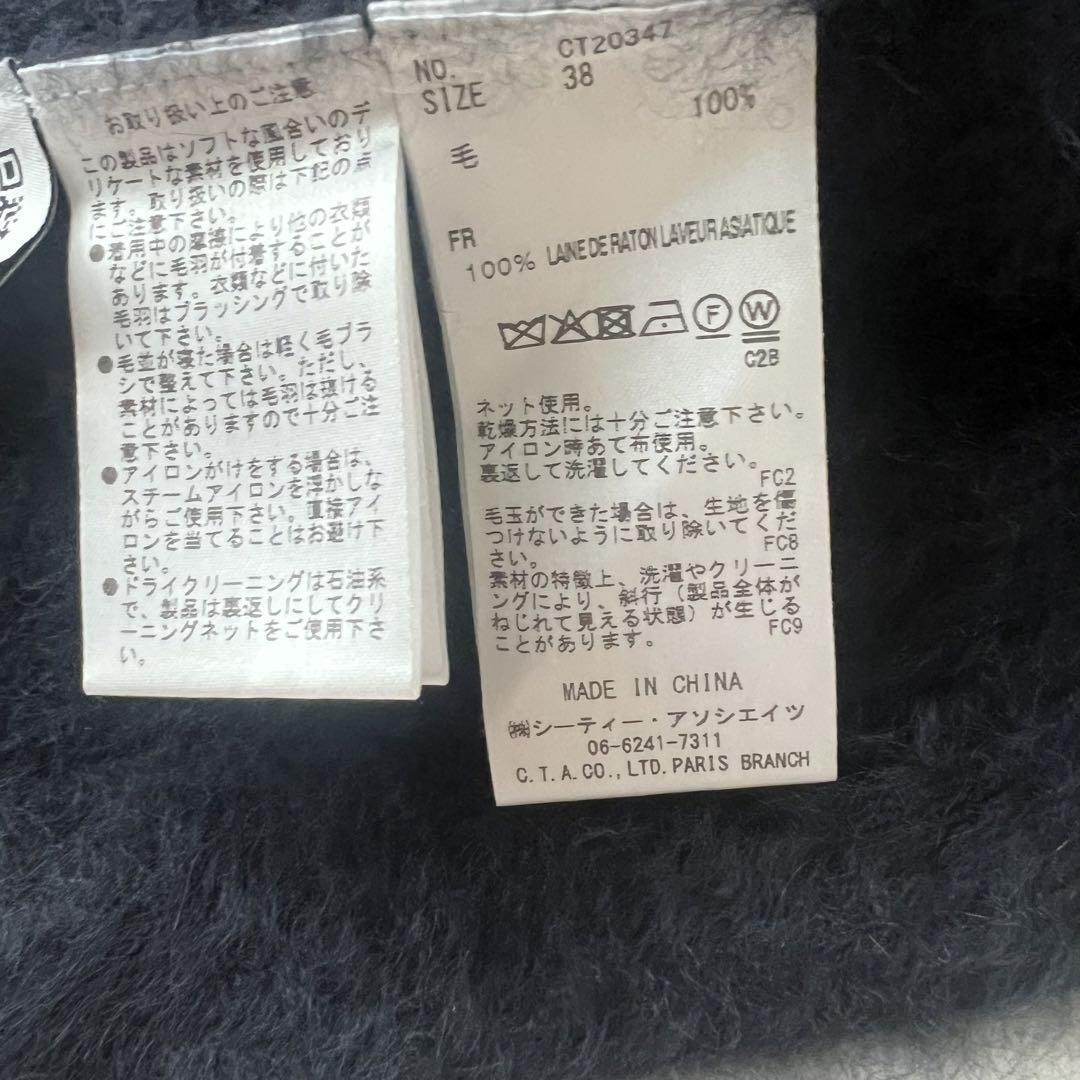 お取り扱い上のご注意
この製品はソフトな風合いのデ
リケートな素材を使用しており
ます。取り扱いの際は下記の点
にご注意下さい。
●着用中の摩擦により他の衣類
などに毛羽が付着することが
あります。衣類などに付いた
毛羽はブラッシングで取り除
いて下さい。
●毛並が寝た場合は軽く毛ブラ
シで整えて下さい。ただし、
素材によっては毛羽は抜ける
ことがありますので十分ご注
意下さい。
●アイロンがけをする場合は、
スチームアイロンを浮かしな
がらご使用下さい。直接アイ
ロンを当てることはお避け下
さい。
●ドライクリーニングは石油系
で、製品は裏返しにしてクリ
ーニングネットをご使用下さ
い。
NO. CT20347
SIZE 38
毛 100%
FR
100% LAINE DE RATON LAVEUR ASIATIQUE
F W
C2B
ネット使用。
乾燥方法には十分ご注意下さい。
アイロン時あて布使用。
裏返して洗濯してください。
FC2
毛玉ができた場合は、生地を傷
つけないように取り除いてくだ
さい。 FC8
素材の特徴上、洗濯やクリーニ
ングにより、斜行(製品全体が
ねじれて見える状態)が生じる
ことがあります。 FC9
MADE IN CHINA
㈱シーティー・アソシエイツ
06-6241-7311
C.T.A.CO.,LTD.PARIS BRANCH